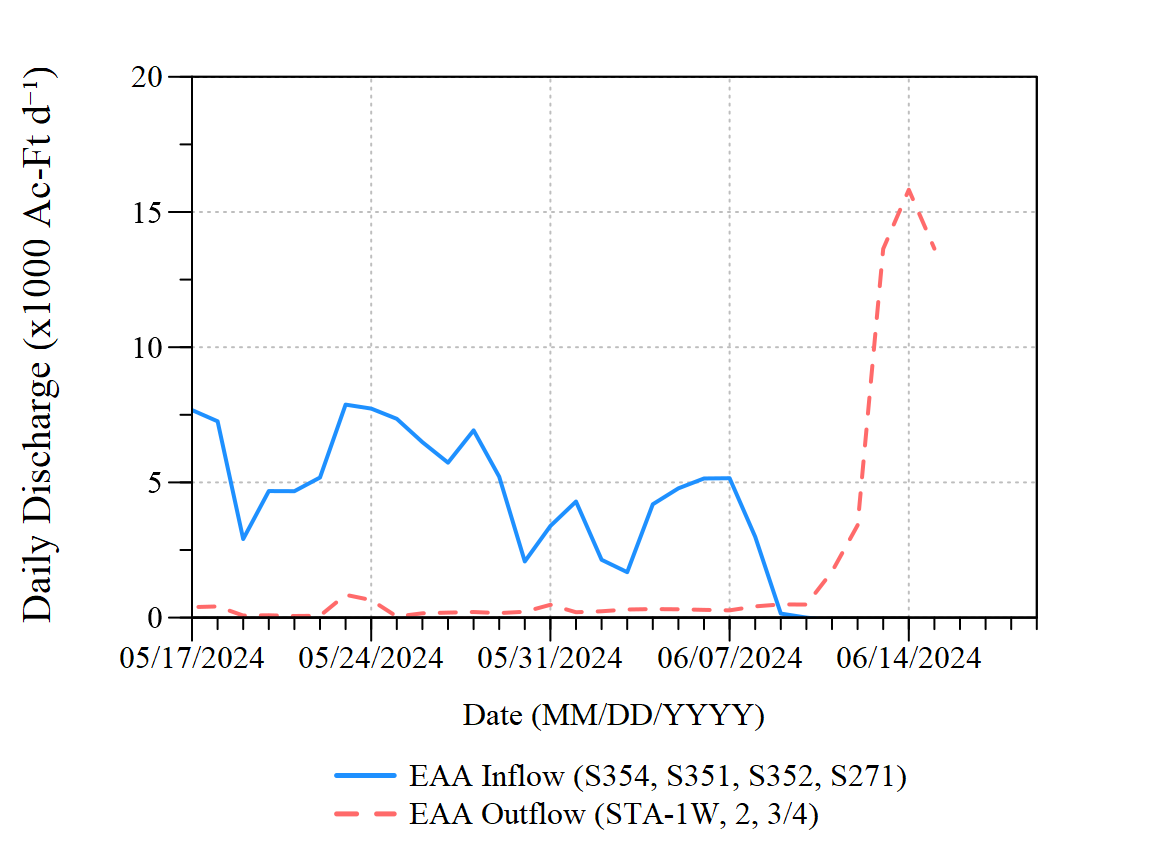 Daily Discharge (x1000 Ac-Ft d⁻¹)
20
15
10
5
0
05/17/2024 05/24/2024 05/31/2024 06/07/2024 06/14/2024
Date (MM/DD/YYYY)
EAA Inflow (S354, S351, S352, S271)
EAA Outflow (STA-1W, 2, 3/4)